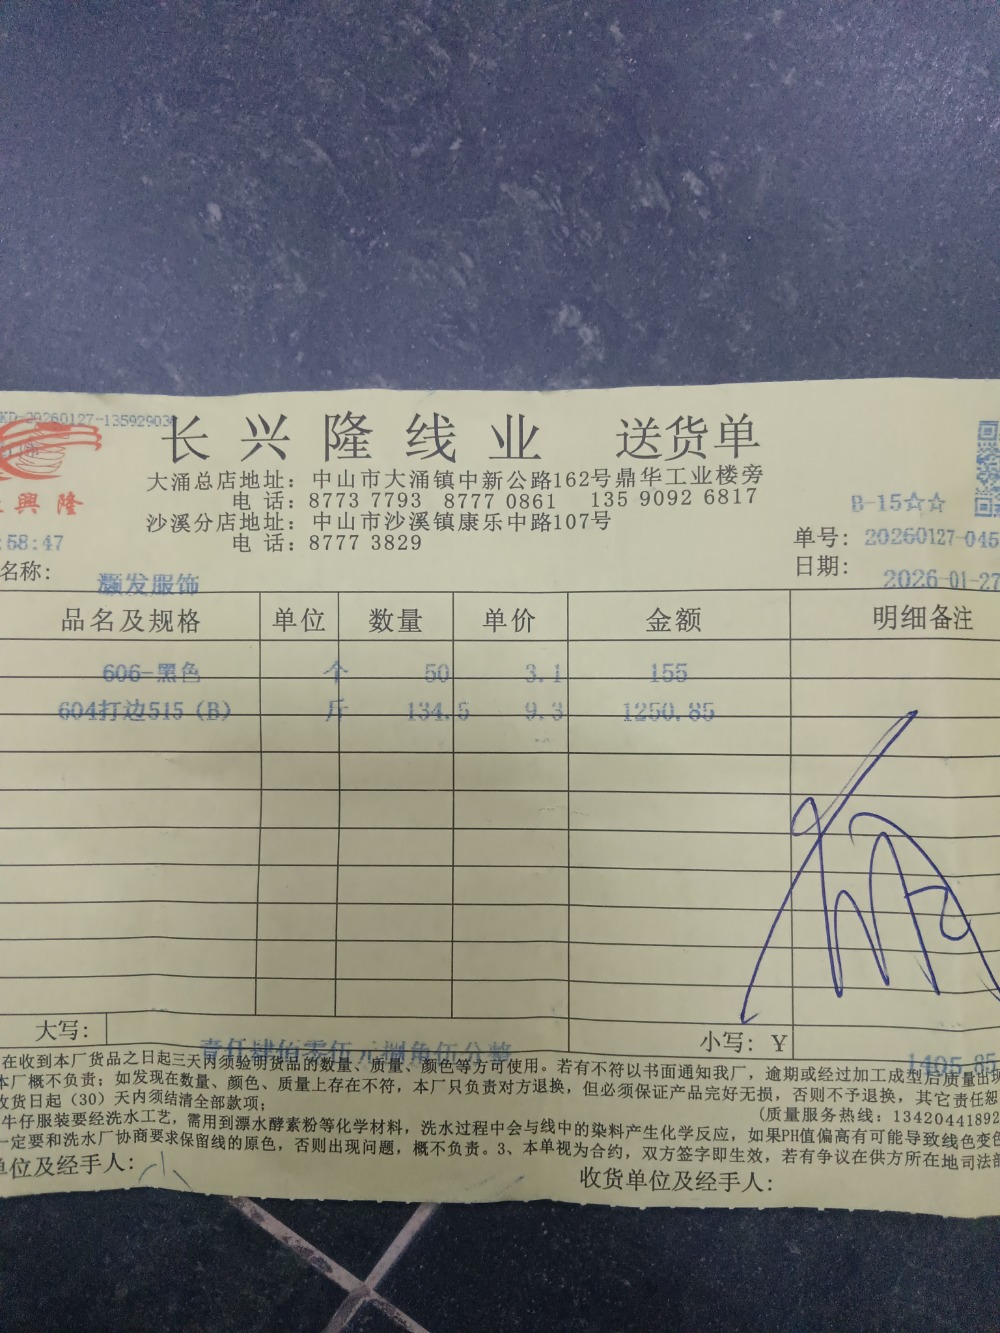 KD-20260127-1359290
长兴隆线业 送货单
大涌总店地址：中山市大涌镇中新公路162号鼎华工业楼旁
电 话：8773 7793 8777 0861 135 9092 6817
興隆
B-15☆☆
沙溪分店地址：中山市沙溪镇康乐中路107号
:58:47
电 话：8777 3829
单号：20260127-045
名称：灏发服饰
日期：2026-01-27
品名及规格 单位 数量 单价 金额 明细备注
606-黑色 个 50 3.1 155
604打边515（B） 斤 134.5 9.3 1250.85
大写：壹仟肆佰零伍元捌角伍分整 小写：Y 1405.85
在收到本厂货品之日起三天内须验明货品的数量、质量、颜色等方可使用。若有不符以书面通知我厂，逾期或经过加工成型后质量出现
本厂概不负责；如发现在数量、颜色、质量上存在不符，本厂只负责对方退换，但必须保证产品完好无损，否则不予退换，其它责任恕
收货日起（30）天内须结清全部款项；
(质量服务热线：13420441892
牛仔服装要经洗水工艺，需用到漂水酵素粉等化学材料，洗水过程中会与线中的染料产生化学反应，如果PH值偏高有可能导致线色变色
一定要和洗水厂协商要求保留线的原色，否则出现问题，概不负责。3、本单视为合约，双方签字即生效，若有争议在供方所在地司法部
单位及经手人： 收货单位及经手人：